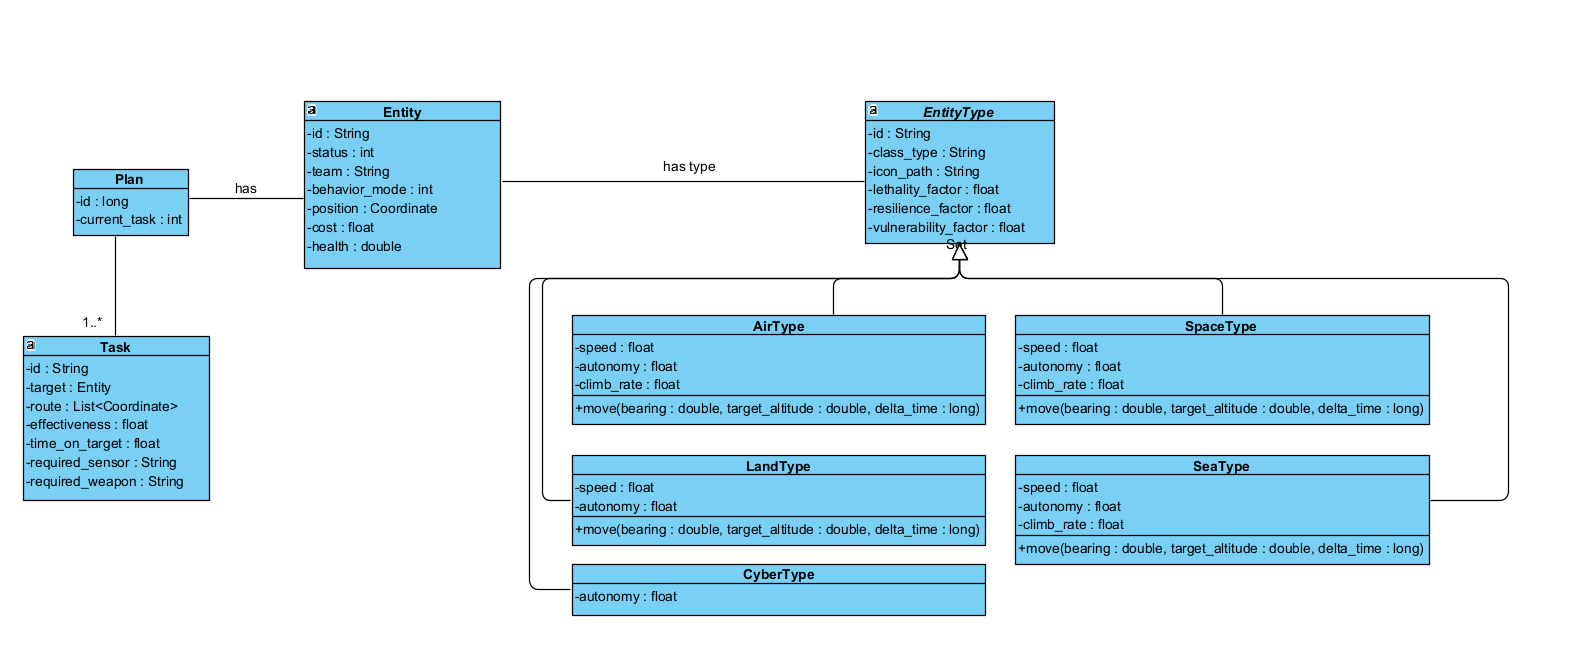 Plan
-id : long
-current_task : int
has
1..*
a
Task
-id : String
-target : Entity
-route : List<Coordinate>
-effectiveness : float
-time_on_target : float
-required_sensor : String
-required_weapon : String
a
Entity
-id : String
-status : int
-team : String
-behavior_mode : int
-position : Coordinate
-cost : float
-health : double
has type
a
EntityType
-id : String
-class_type : String
-icon_path : String
-lethality_factor : float
-resilience_factor : float
-vulnerability_factor : float
Set
AirType
-speed : float
-autonomy : float
-climb_rate : float
+move(bearing : double, target_altitude : double, delta_time : long)
SpaceType
-speed : float
-autonomy : float
-climb_rate : float
+move(bearing : double, target_altitude : double, delta_time : long)
LandType
-speed : float
-autonomy : float
+move(bearing : double, target_altitude : double, delta_time : long)
SeaType
-speed : float
-autonomy : float
-climb_rate : float
+move(bearing : double, target_altitude : double, delta_time : long)
CyberType
-autonomy : float